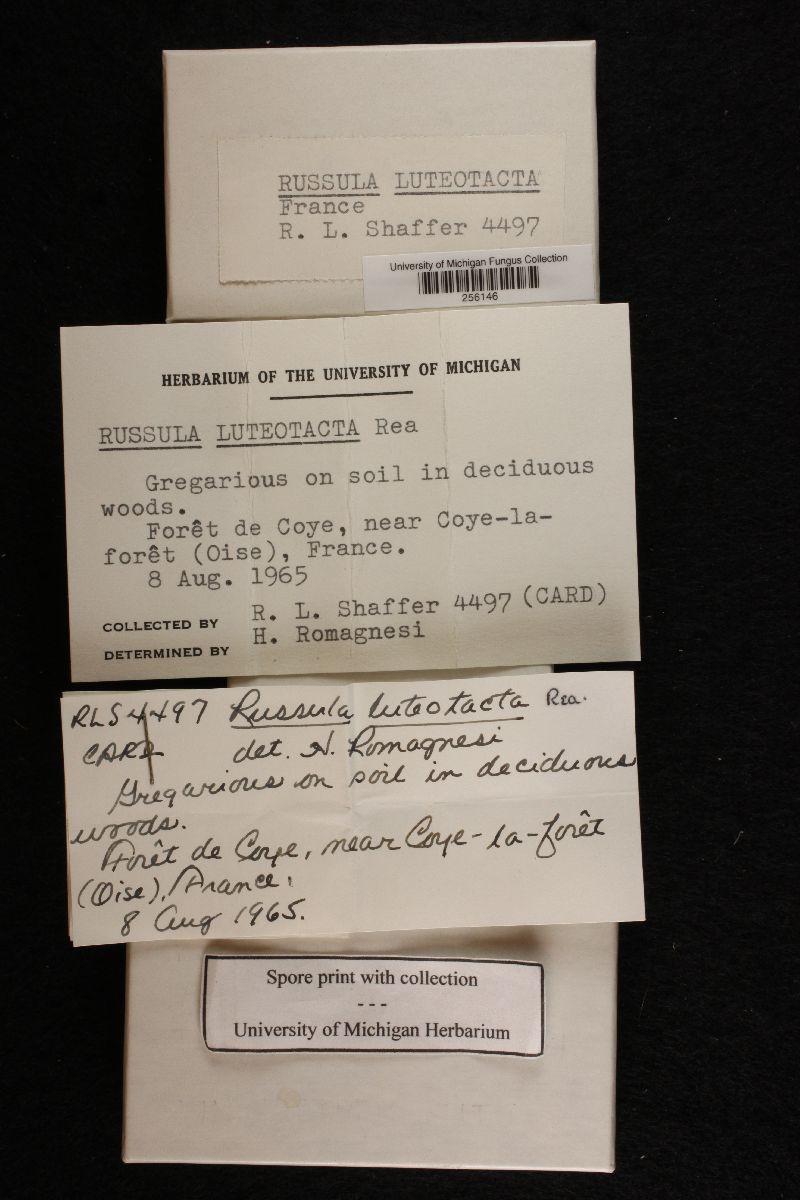 RUSSULA LUTEOTACTA
France
R. L. Shaffer 4497
University of Michigan Fungus Collection
256146
HERBARIUM OF THE UNIVERSITY OF MICHIGAN
RUSSULA LUTEOTACTA Rea
Gregarious on soil in deciduous
woods.
Forêt de Coye, near Coye-la-
forêt (Oise), France.
8 Aug. 1965
COLLECTED BY R. L. Shaffer 4497 (CARD)
DETERMINED BY H. Romagnesi
RLS 4497 Russula luteotacta Rea.
CARD det. H. Romagnesi
Gregarious on soil in deciduous
woods.
Forêt de Coye, near Coye-la-forêt
(Oise), France.
8 Aug 1965.
Spore print with collection
---
University of Michigan Herbarium